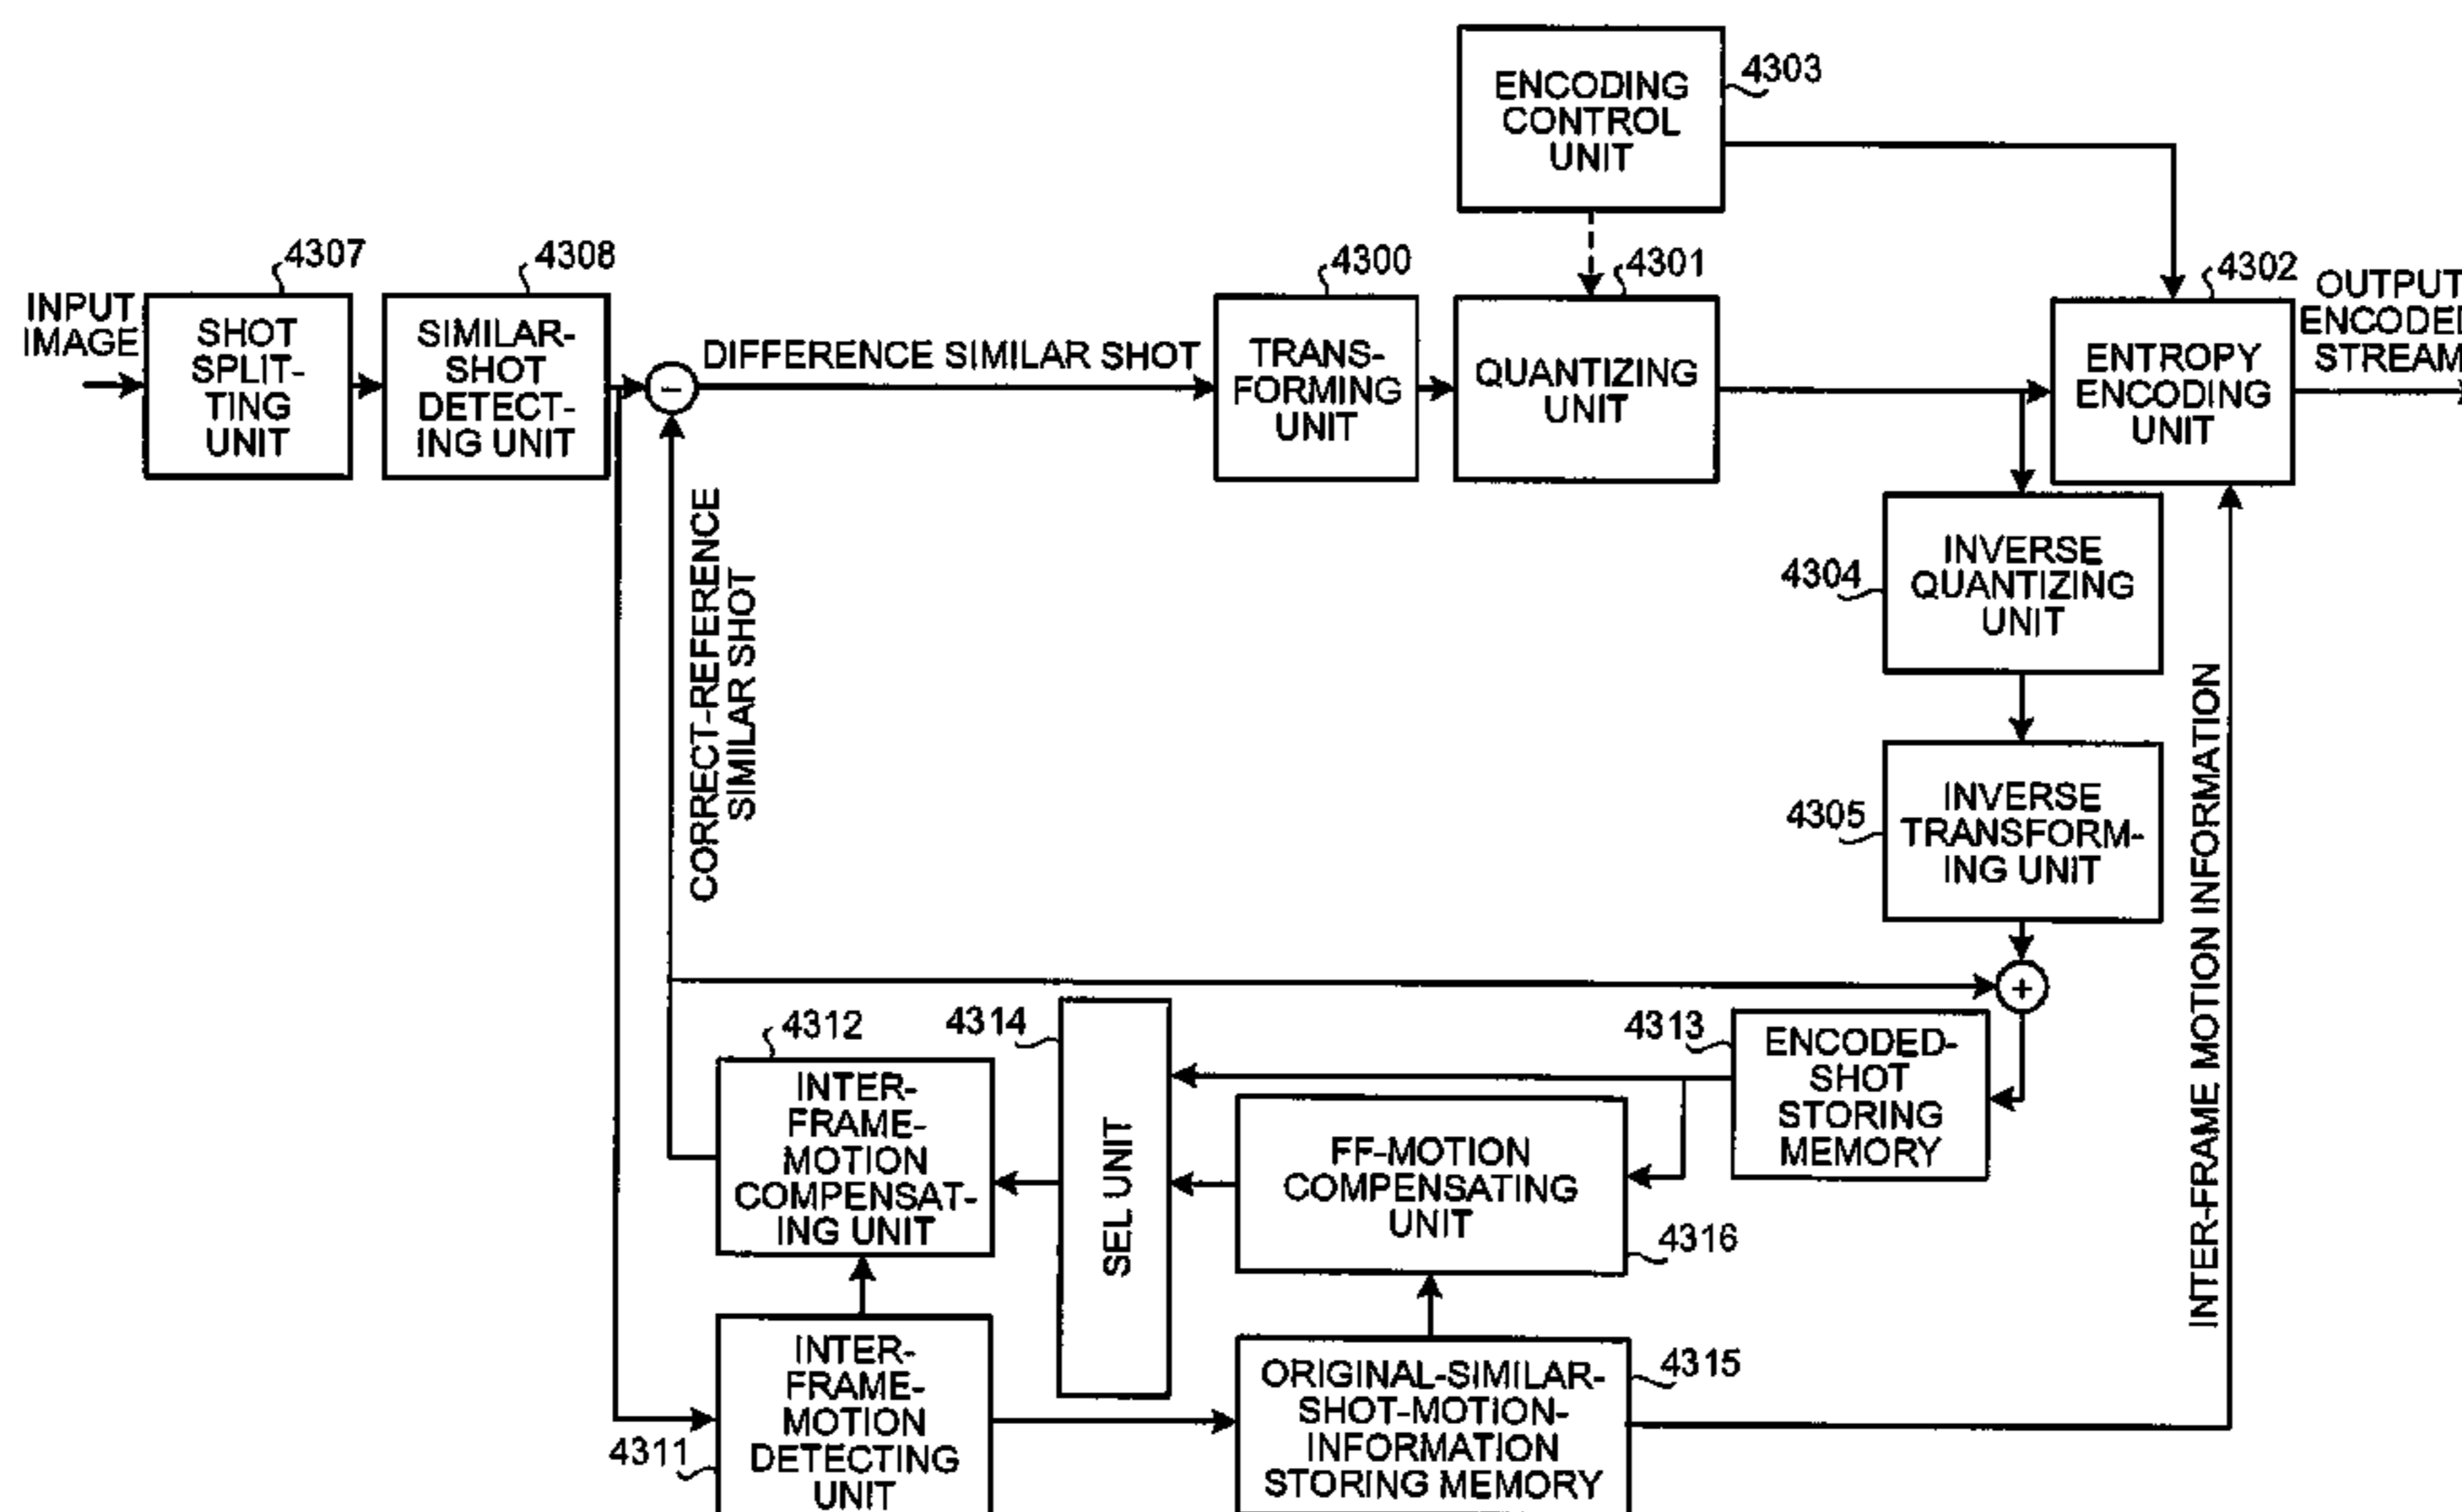 ENCODING
CONTROL
UNIT
4303
4307
4308
4300
4301
4302
INPUT
IMAGE
SHOT
SPLIT-
TING
UNIT
SIMILAR-
SHOT
DETECT-
ING UNIT
-
DIFFERENCE SIMILAR SHOT
TRANS-
FORMING
UNIT
QUANTIZING
UNIT
ENTROPY
ENCODING
UNIT
OUTPUT
ENCODED
STREAM
CORRECT-REFERENCE
SIMILAR SHOT
4304
INVERSE
QUANTIZING
UNIT
4305
INVERSE
TRANSFORM-
ING UNIT
INTER-FRAME MOTION INFORMATION
+
4312
INTER-
FRAME-
MOTION
COMPENSAT-
ING UNIT
4314
SEL UNIT
4313
ENCODED-
SHOT
STORING
MEMORY
FF-MOTION
COMPENSATING
UNIT
4316
4311
INTER-
FRAME-
MOTION
DETECTING
UNIT
ORIGINAL-SIMILAR-
SHOT-MOTION-
INFORMATION
STORING MEMORY
4315